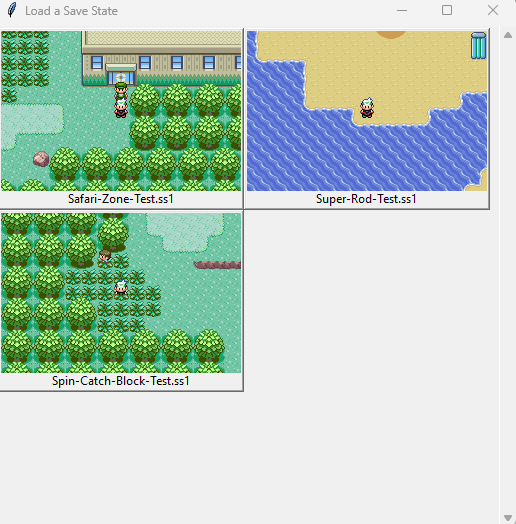 Load a Save State
Safari-Zone-Test.ss1
Super-Rod-Test.ss1
Spin-Catch-Block-Test.ss1